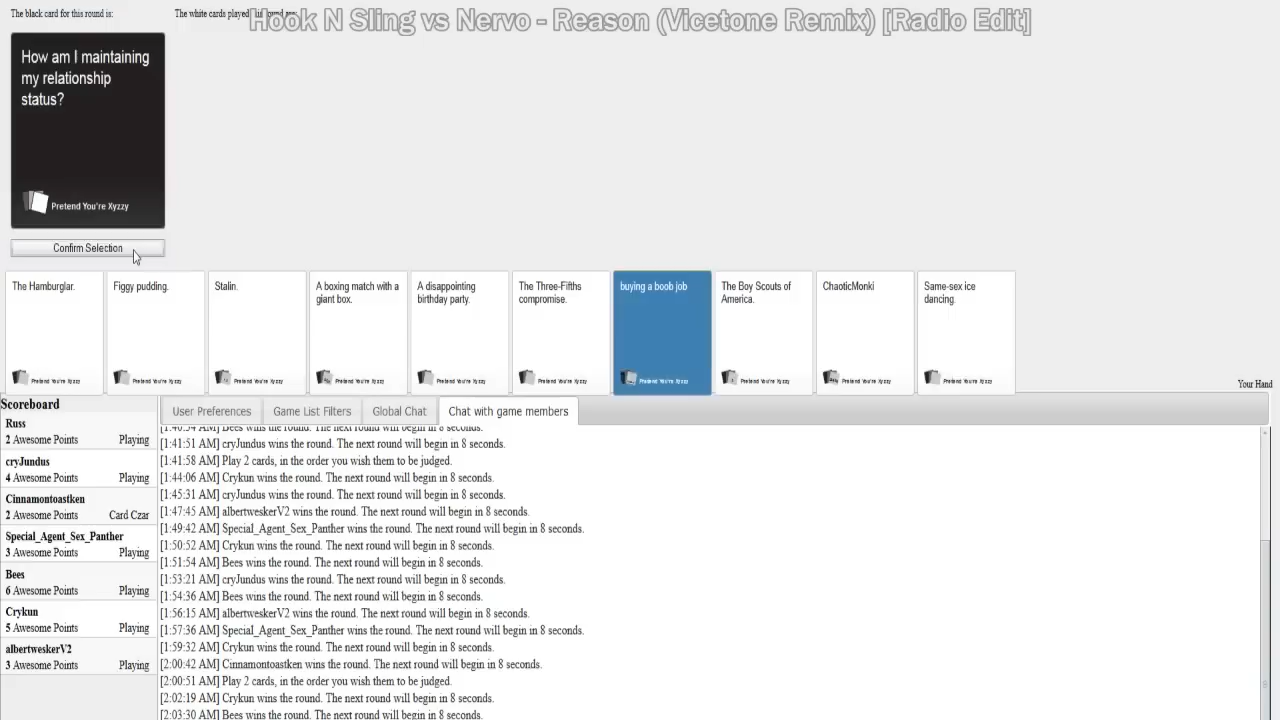 The black card for this round is:
The white cards played this round are:
Hook N Sling vs Nervo - Reason (Vicetone Remix) [Radio Edit]
How am I maintaining
my relationship
status?
Pretend You're Xyzzy
Confirm Selection
The Hamburglar.
Pretend You're Xyzzy
Figgy pudding.
Pretend You're Xyzzy
Stalin.
Pretend You're Xyzzy
A boxing match with a
giant box.
Pretend You're Xyzzy
A disappointing
birthday party.
Pretend You're Xyzzy
The Three-Fifths
compromise.
Pretend You're Xyzzy
buying a boob job
Pretend You're Xyzzy
The Boy Scouts of
America.
Pretend You're Xyzzy
ChaoticMonki
Pretend You're Xyzzy
Same-sex ice
dancing.
Pretend You're Xyzzy
Your Hand
Scoreboard
Russ
2 Awesome Points Playing
cryJundus
4 Awesome Points Playing
Cinnamontoastken
2 Awesome Points Card Czar
Special_Agent_Sex_Panther
3 Awesome Points Playing
Bees
6 Awesome Points Playing
Crykun
5 Awesome Points Playing
albertweskerV2
3 Awesome Points Playing
User Preferences
Game List Filters
Global Chat
Chat with game members
[1:40:54 AM] Bees wins the round. The next round will begin in 8 seconds.
[1:41:51 AM] cryJundus wins the round. The next round will begin in 8 seconds.
[1:41:58 AM] Play 2 cards, in the order you wish them to be judged.
[1:44:06 AM] Crykun wins the round. The next round will begin in 8 seconds.
[1:45:31 AM] cryJundus wins the round. The next round will begin in 8 seconds.
[1:47:45 AM] albertweskerV2 wins the round. The next round will begin in 8 seconds.
[1:49:42 AM] Special_Agent_Sex_Panther wins the round. The next round will begin in 8 seconds.
[1:50:52 AM] Crykun wins the round. The next round will begin in 8 seconds.
[1:51:54 AM] Bees wins the round. The next round will begin in 8 seconds.
[1:53:21 AM] cryJundus wins the round. The next round will begin in 8 seconds.
[1:54:36 AM] Bees wins the round. The next round will begin in 8 seconds.
[1:56:15 AM] albertweskerV2 wins the round. The next round will begin in 8 seconds.
[1:57:36 AM] Special_Agent_Sex_Panther wins the round. The next round will begin in 8 seconds.
[1:59:32 AM] Crykun wins the round. The next round will begin in 8 seconds.
[2:00:42 AM] Cinnamontoastken wins the round. The next round will begin in 8 seconds.
[2:00:51 AM] Play 2 cards, in the order you wish them to be judged.
[2:02:19 AM] Crykun wins the round. The next round will begin in 8 seconds.
[2:03:30 AM] Bees wins the round. The next round will begin in 8 seconds.